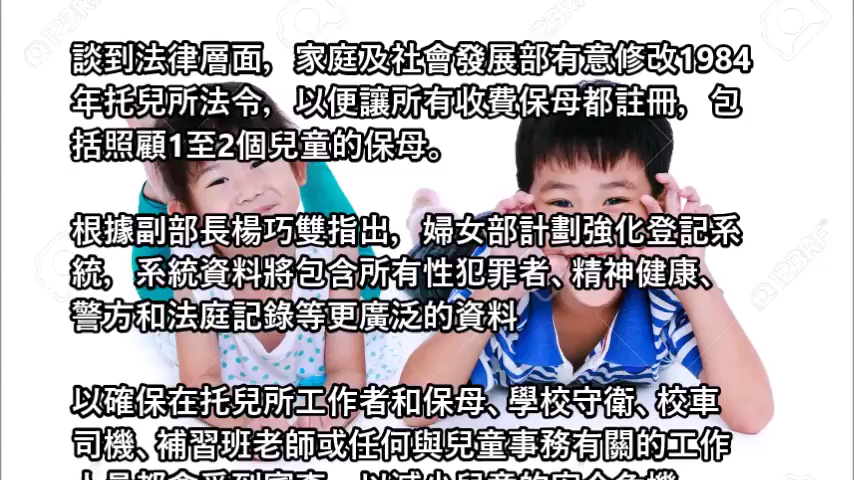 談到法律層面，家庭及社會發展部有意修改1984
年托兒所法令，以便讓所有收費保母都註冊，包
括照顧1至2個兒童的保母。
根據副部長楊巧雙指出，婦女部計劃強化登記系
統，系統資料將包含所有性犯罪者、精神健康、
警方和法庭記錄等更廣泛的資料
以確保在托兒所工作者和保母、學校守衛、校車
司機、補習班老師或任何與兒童事務有關的工作
123RF